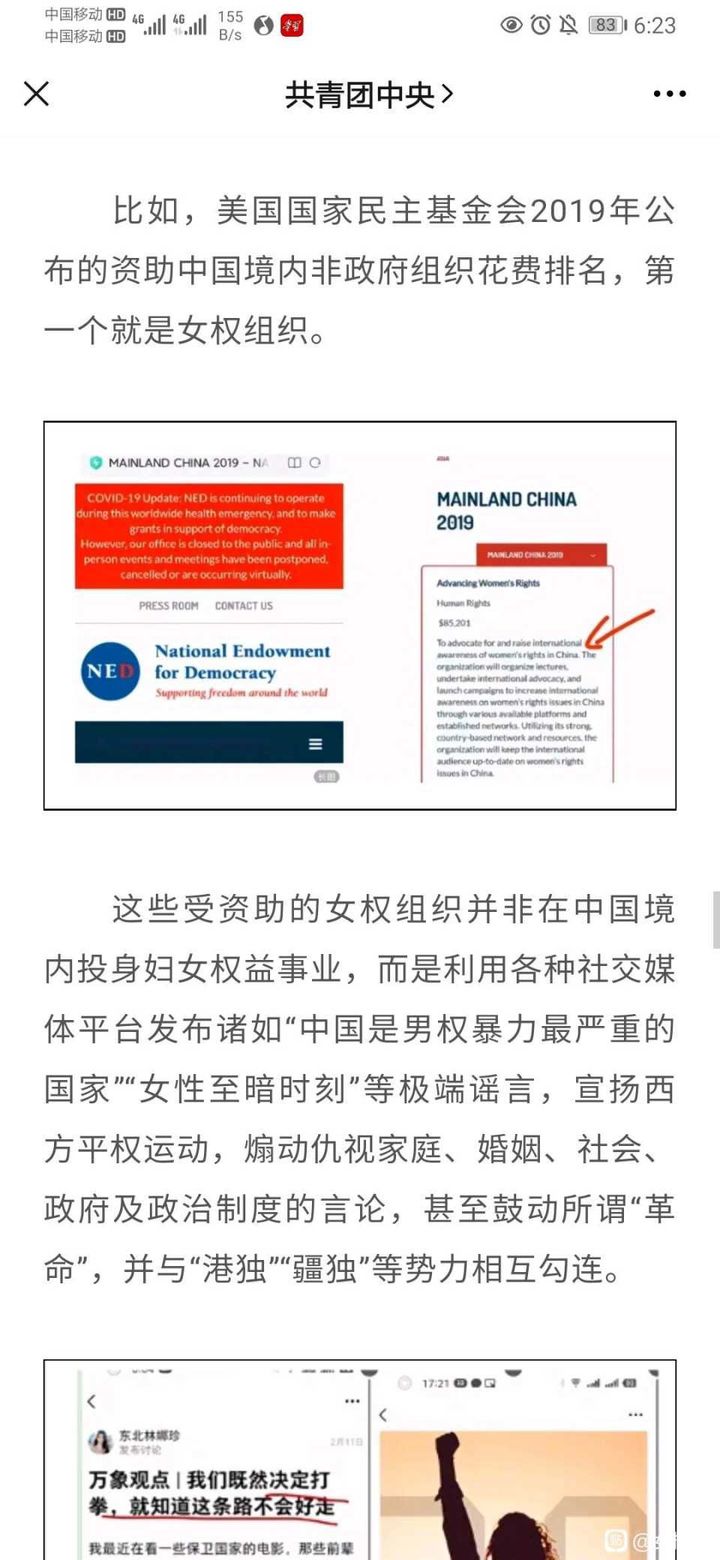 中国移动 HD 4G 4G 155 B/s 83 6:23
中国移动 HD
共青团中央
比如，美国国家民主基金会2019年公
布的资助中国境内非政府组织花费排名，第
一个就是女权组织。
MAINLAND CHINA 2019 – NA
COVID-19 Update: NED is continuing to operate
during this worldwide health emergency, and to make
grants in support of democracy.
However, our office is closed to the public and all in-
person events and meetings have been postponed,
cancelled or are occurring virtually.
PRESS ROOM CONTACT US
NED
National Endowment
for Democracy
Supporting freedom around the world
长图
ASIA
MAINLAND CHINA
2019
MAINLAND CHINA 2019
Advancing Women's Rights
Human Rights
$85,201
To advocate for and raise international
awareness of women's rights in China. The
organization will organize lectures,
undertake international advocacy, and
launch campaigns to increase international
awareness on women's rights issues in China
through various available platforms and
established networks. Utilizing its strong,
country-based network and resources, the
organization will keep the international
audience up-to-date on women's rights
issues in China.
这些受资助的女权组织并非在中国境
内投身妇女权益事业，而是利用各种社交媒
体平台发布诸如“中国是男权暴力最严重的
国家”“女性至暗时刻”等极端谣言，宣扬西
方平权运动，煽动仇视家庭、婚姻、社会、
政府及政治制度的言论，甚至鼓动所谓“革
命”，并与“港独”“疆独”等势力相互勾连。
东北林娜珍
发布讨论
2月11日
万象观点 | 我们既然决定打
拳，就知道这条路不会好走
我最近在看一些保卫国家的电影，那些前辈
17:21